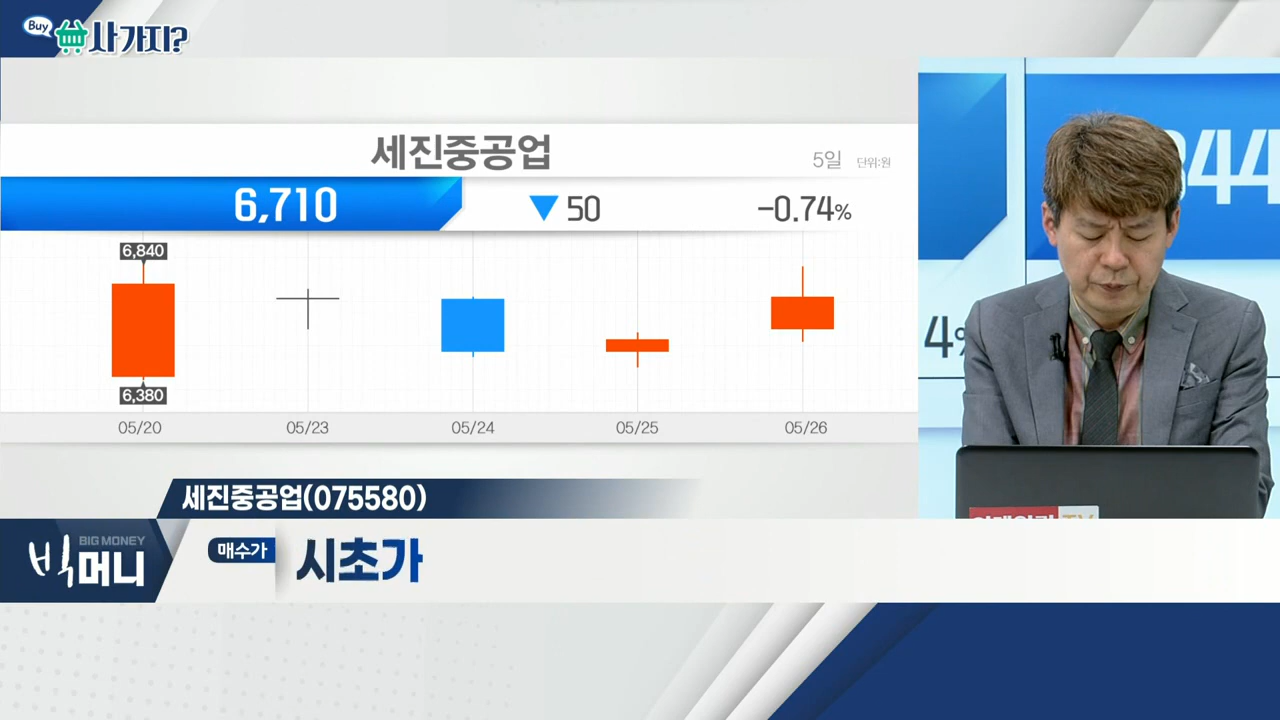 Buy
사가지?
세진중공업
5일 단위:원
6,710 ▼50 -0.74%
6,840
6,380
05/20 05/23 05/24 05/25 05/26
344
4%
세진중공업(075580)
BIG MONEY
빅머니
매수가 시초가